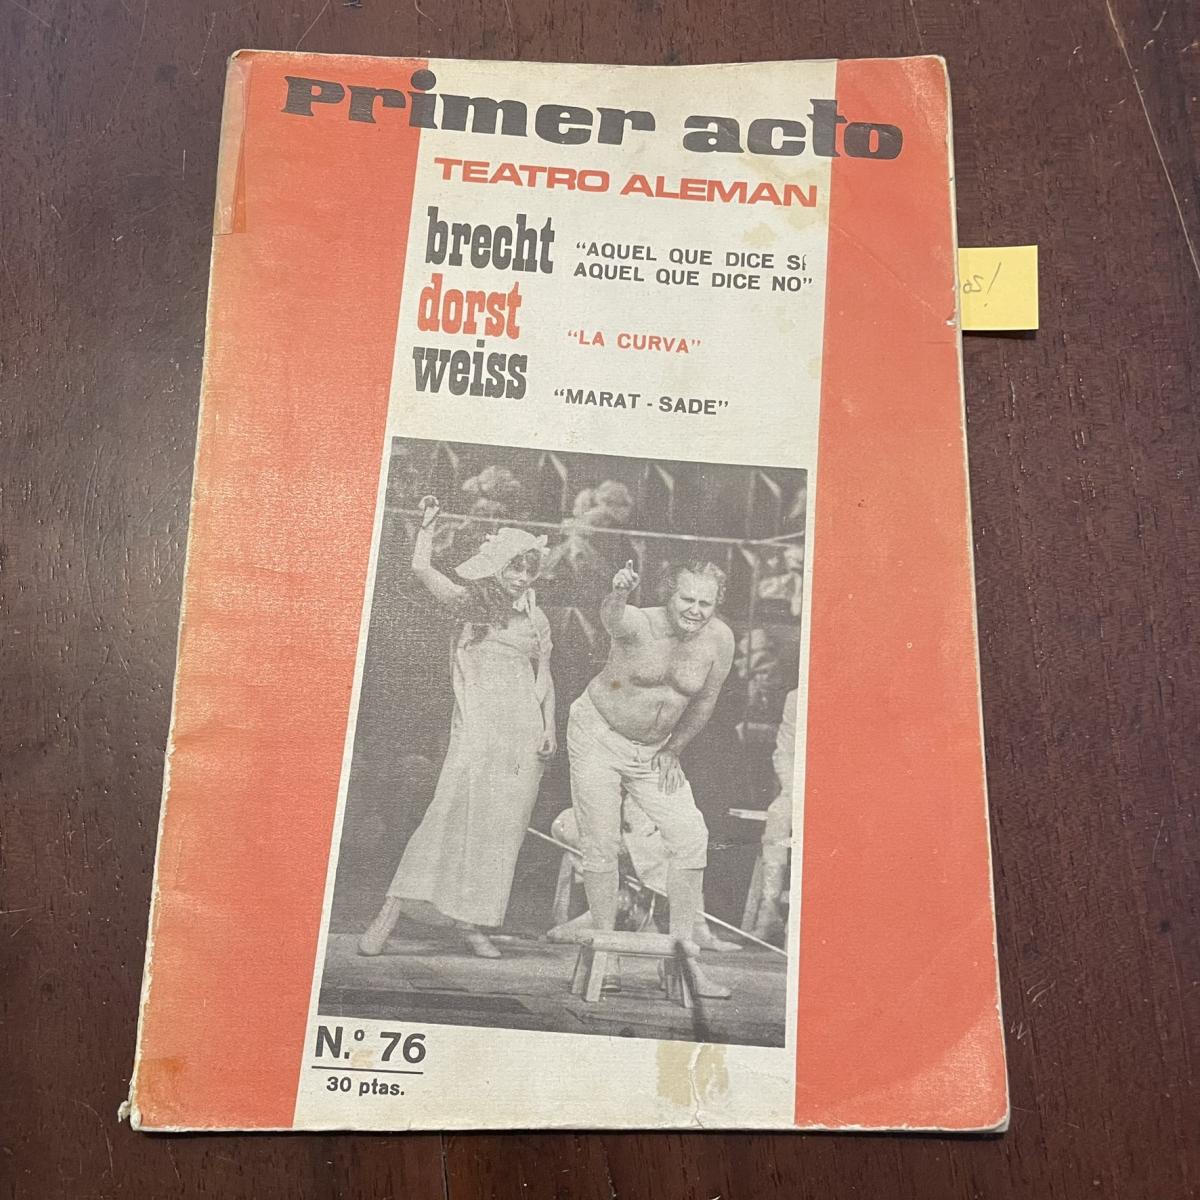 Primer acto
TEATRO ALEMAN
brecht
"AQUEL QUE DICE SÍ
AQUEL QUE DICE NO"
dorst
"LA CURVA"
weiss
"MARAT - SADE"
N.º 76
30 ptas.